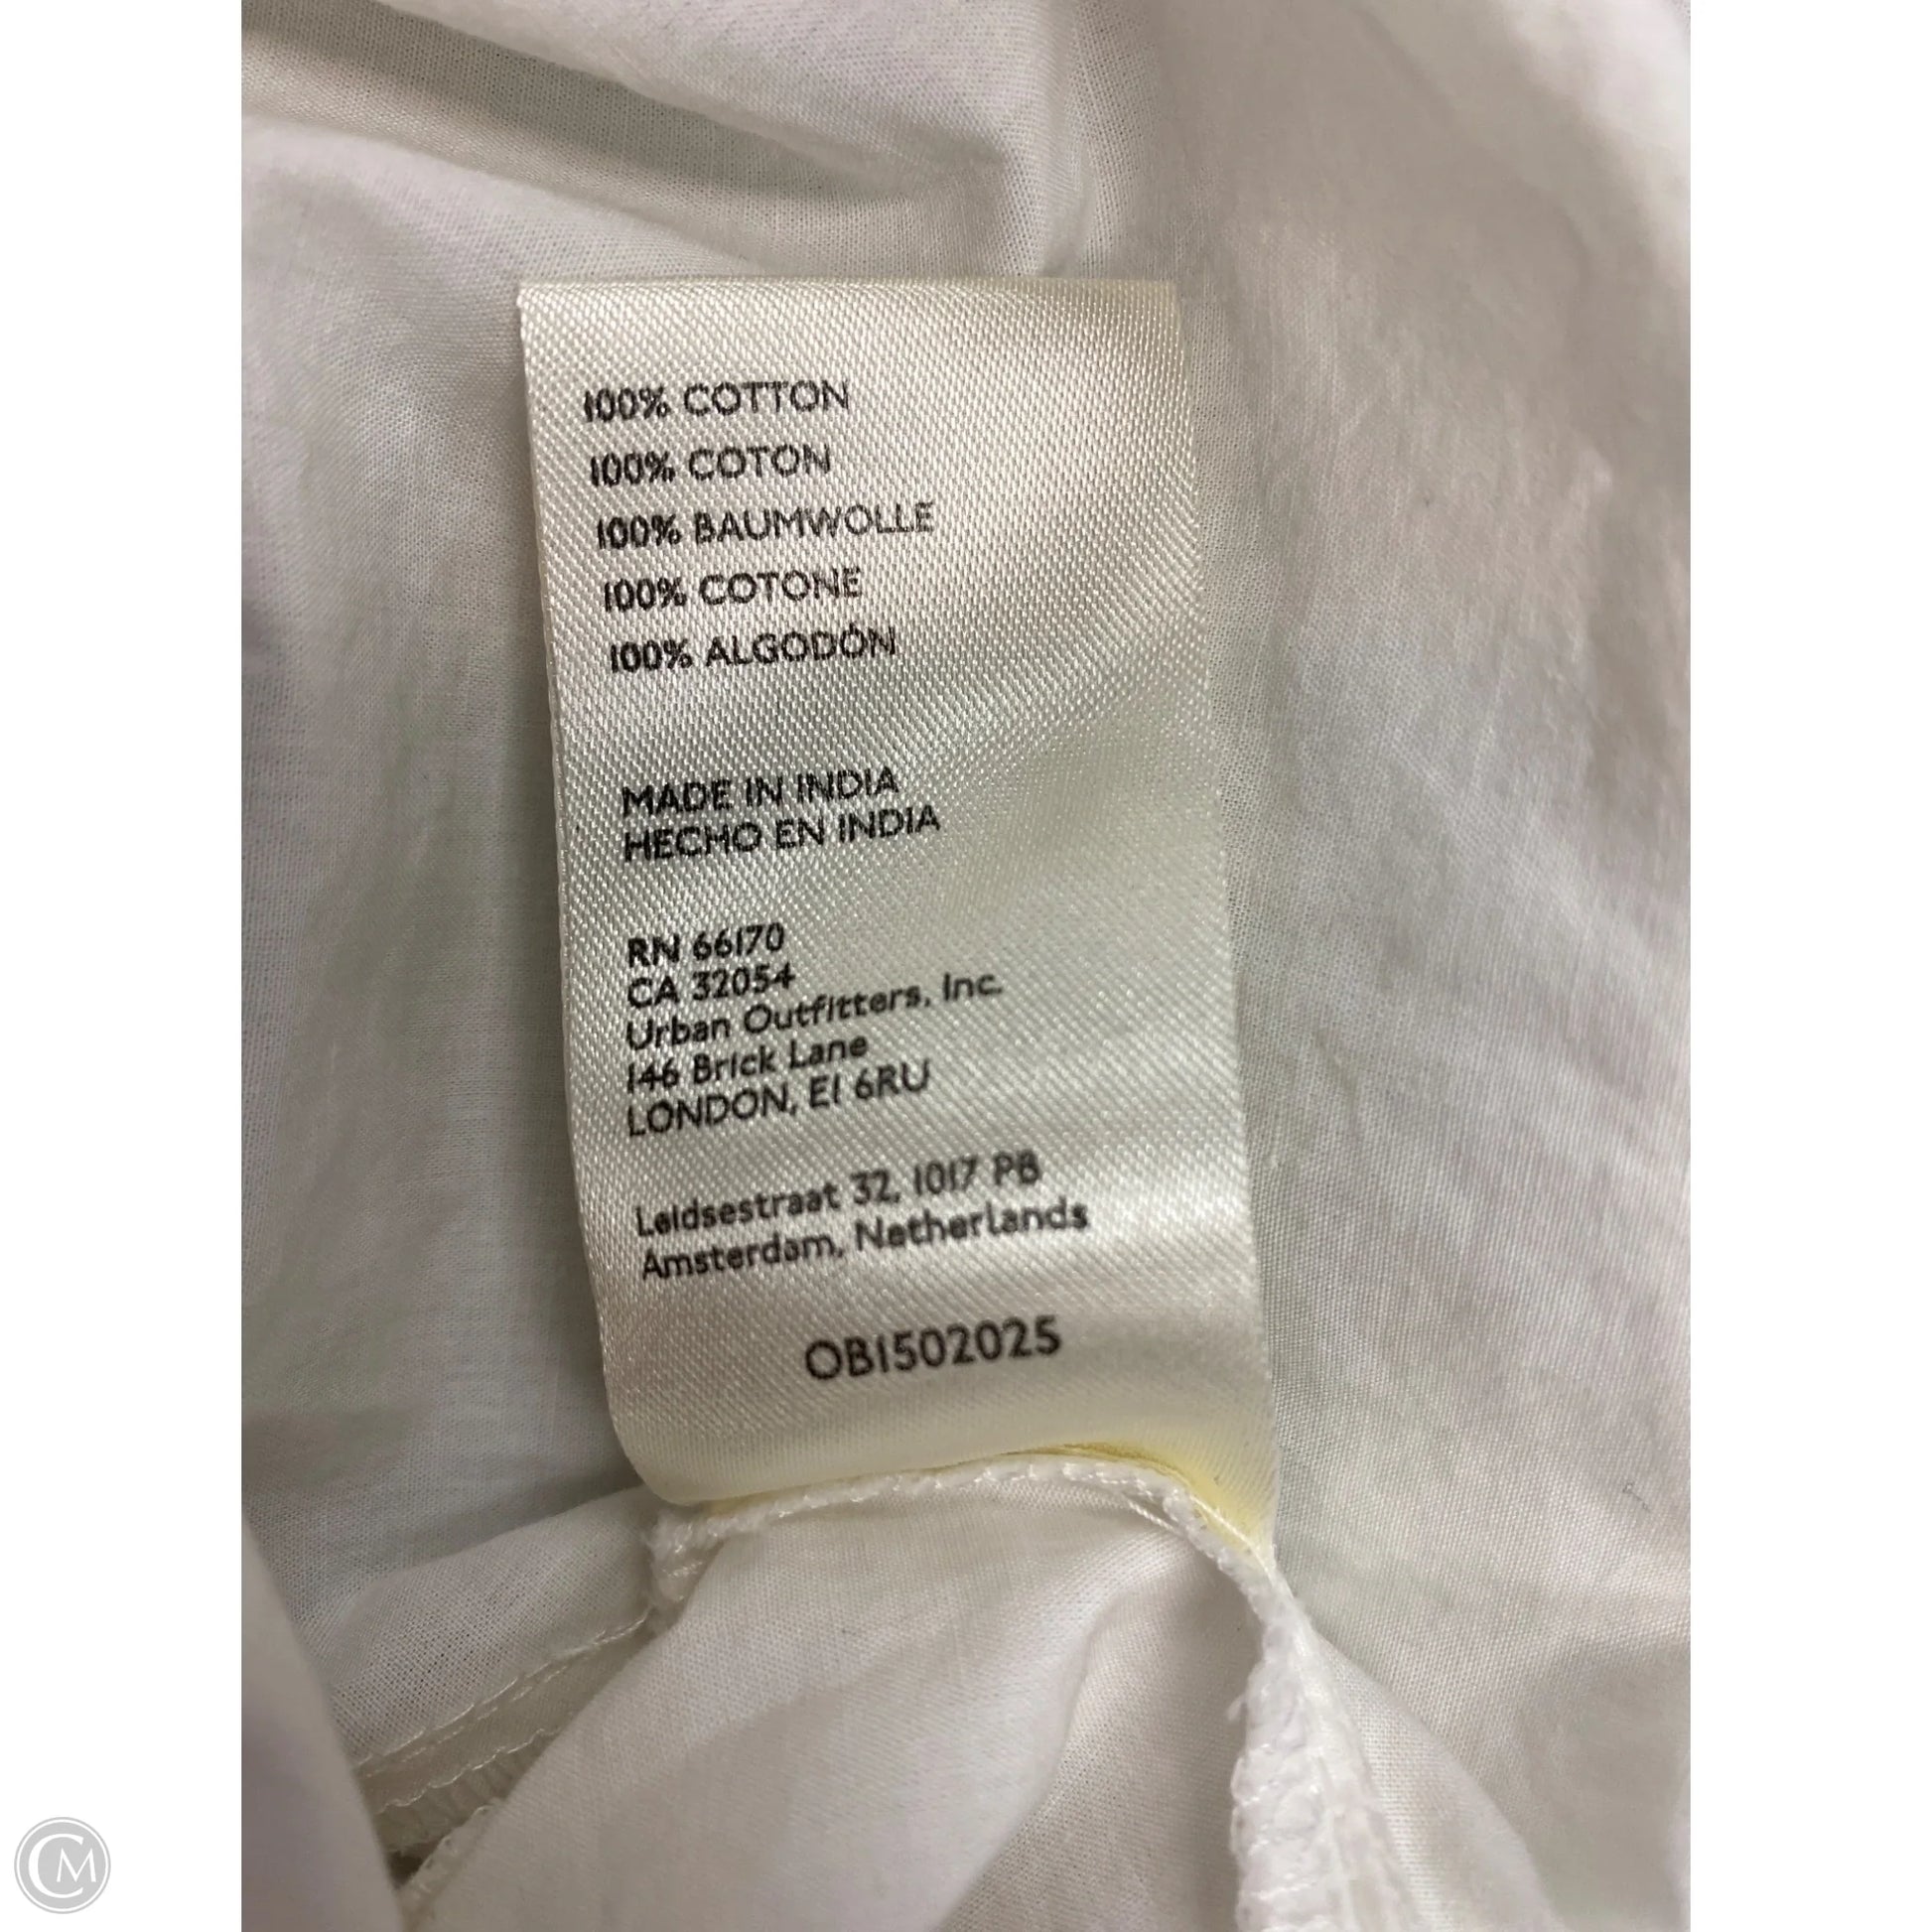 100% COTTON
100% COTON
100% BAUMWOLLE
100% COTONE
100% ALGODÓN
MADE IN INDIA
HECHO EN INDIA
RN 66170
CA 32054
Urban Outfitters, Inc.
146 Brick Lane
LONDON, E1 6RU
Leidsestraat 32, 1017 PB
Amsterdam, Netherlands
OB1502025
CM